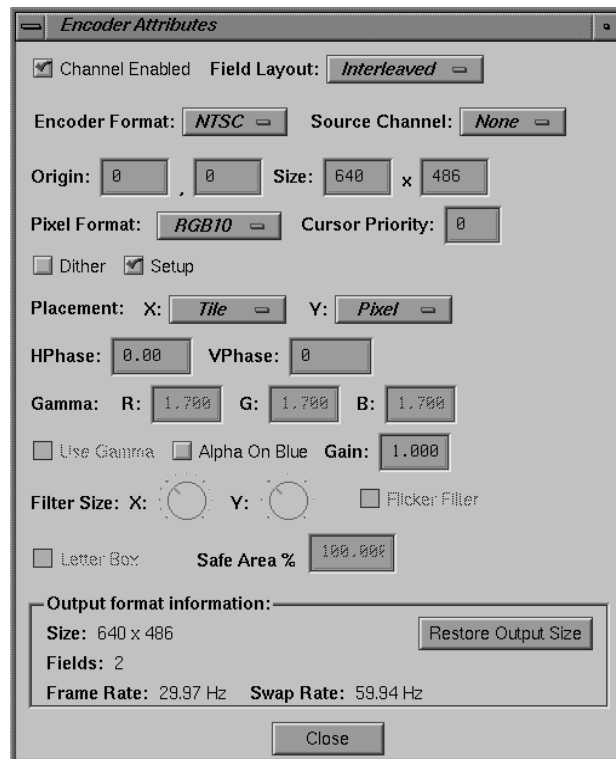 Encoder Attributes
Channel Enabled Field Layout: Interleaved
Encoder Format: NTSC Source Channel: None
Origin: 0 , 0 Size: 640 x 486
Pixel Format: RGB10 Cursor Priority: 0
Dither Setup
Placement: X: Tile Y: Pixel
HPhase: 0.00 VPhase: 0
Gamma: R: 1.700 G: 1.700 B: 1.700
Use Gamma Alpha On Blue Gain: 1.000
Filter Size: X: Y: Flicker Filter
Letter Box Safe Area % 100.000
Output format information:
Size: 640 x 486 Restore Output Size
Fields: 2
Frame Rate: 29.97 Hz Swap Rate: 59.94 Hz
Close